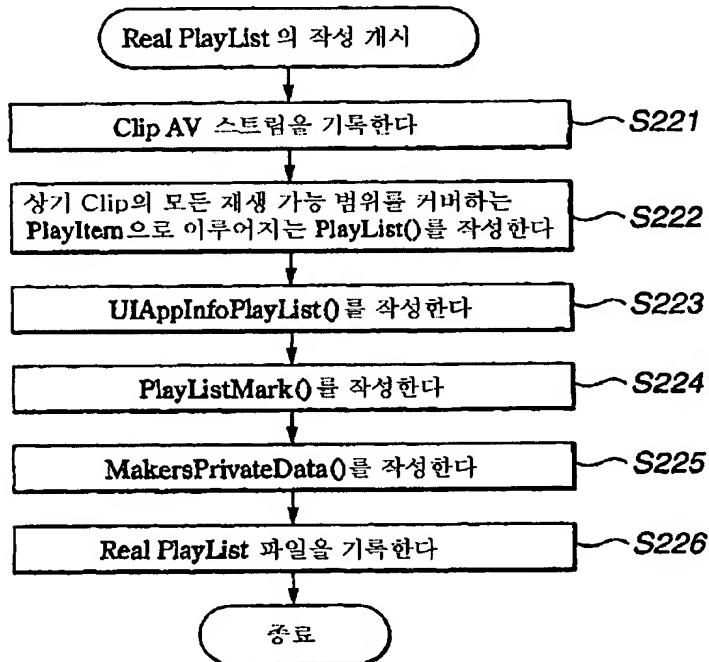 Real PlayList 의 작성 개시
Clip AV 스트림을 기록한다
S221
상기 Clip의 모든 재생 가능 범위를 커버하는
PlayItem으로 이루어지는 PlayList()를 작성한다
S222
UIAppInfoPlayList()를 작성한다
S223
PlayListMark()를 작성한다
S224
MakersPrivateData()를 작성한다
S225
Real PlayList 파일을 기록한다
S226
종료